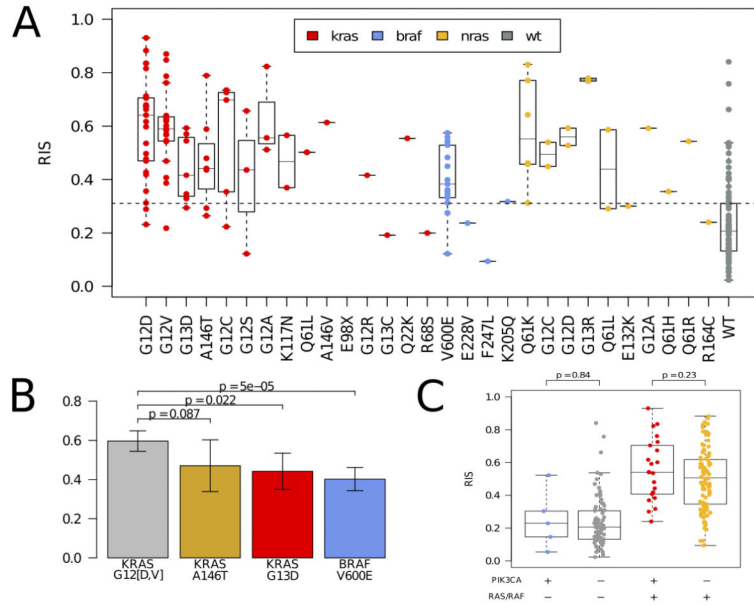 A
kras braf nras wt
RIS
1.0
0.8
0.6
0.4
0.2
0.0
G12D G12V G13D A146T G12C G12S G12A K117N Q61L A146V E98X G12R G13C Q22K R68S V600E E228V F247L K205Q Q61K G12C G12D G13R Q61L E132K G12A Q61H Q61R R164C WT
B
p=5e−05
p=0.022
p=0.087
0.8
0.6
0.4
0.2
0.0
KRAS KRAS KRAS BRAF
G12[D,V] A146T G13D V600E
C
p=0.84 p=0.23
RIS
1.0
0.8
0.6
0.4
0.2
0.0
PIK3CA + − + −
RAS/RAF − − + +